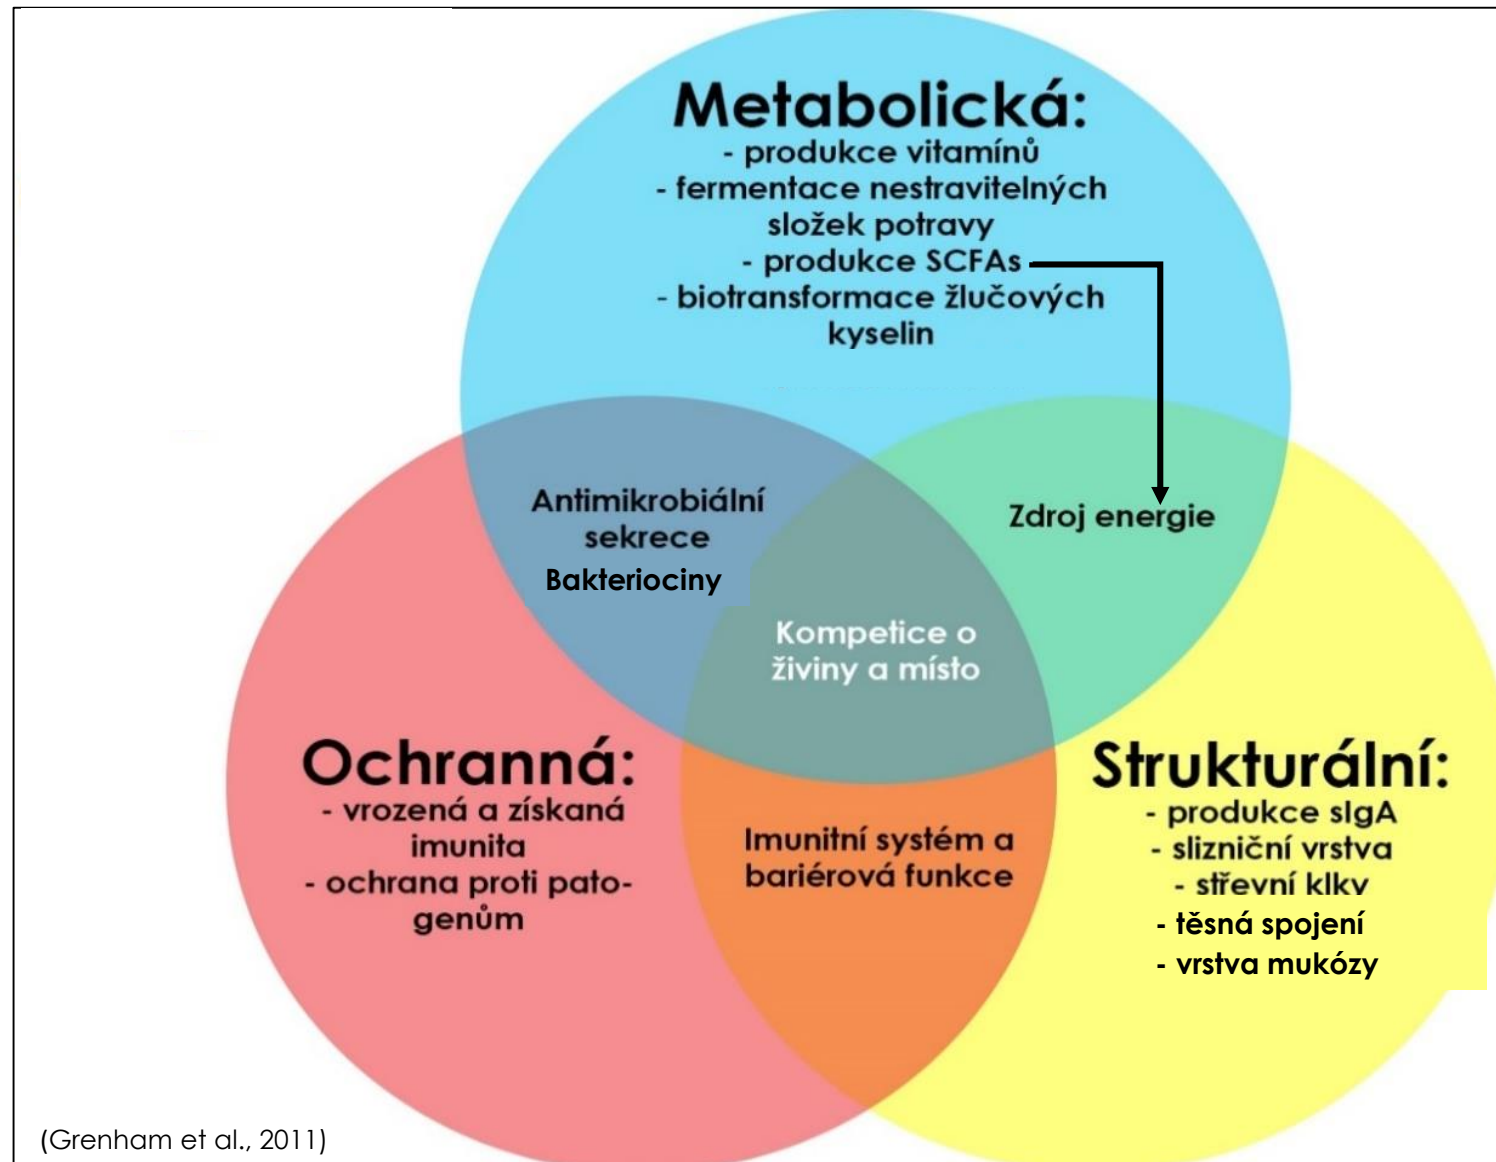 Metabolická:
- produkce vitamínů
- fermentace nestravitelných
složek potravy
- produkce SCFAs
- biotransformace žlučových
kyselin
Antimikrobiální
sekrece
Bakteriociny
Zdroj energie
Kompetice o
živiny a místo
Ochranná:
- vrozená a získaná
imunita
- ochrana proti pato-
genům
Imunitní systém a
bariérová funkce
Strukturální:
- produkce sIgA
- slizniční vrstva
- střevní klky
- těsná spojení
- vrstva mukózy
(Grenham et al., 2011)